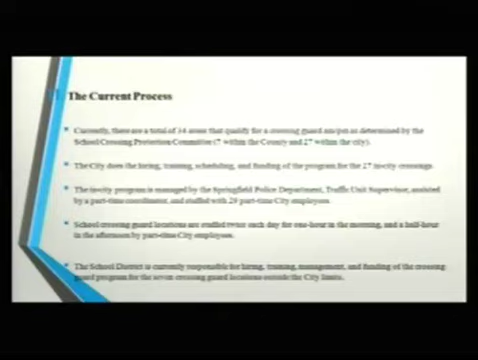 The Current Process
Currently, there are a total of 34 areas that qualify for a crossing guard as determined by the
School Crossing Protection Committee (7 within the County and 27 within the city).
The City does the hiring, training, scheduling, and funding of the program for the 27 in-city crossings.
The in-city program is managed by the Springfield Police Department, Traffic Unit Supervisor, assisted
by a part-time coordinator, and staffed with 29 part-time City employees.
School crossing guard locations are staffed twice each day for one-hour in the morning, and a half-hour
in the afternoon by part-time City employees.
The School District is currently responsible for hiring, training, management, and funding of the crossing
guard program for the seven crossing guard locations outside the City limits.